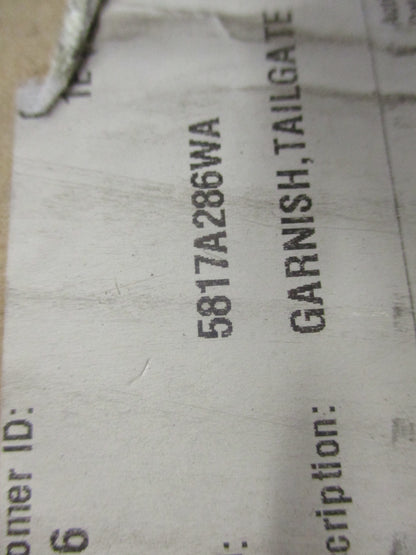 omer ID:
6
5817A286WA
:
cription:
GARNISH,TAILGATE